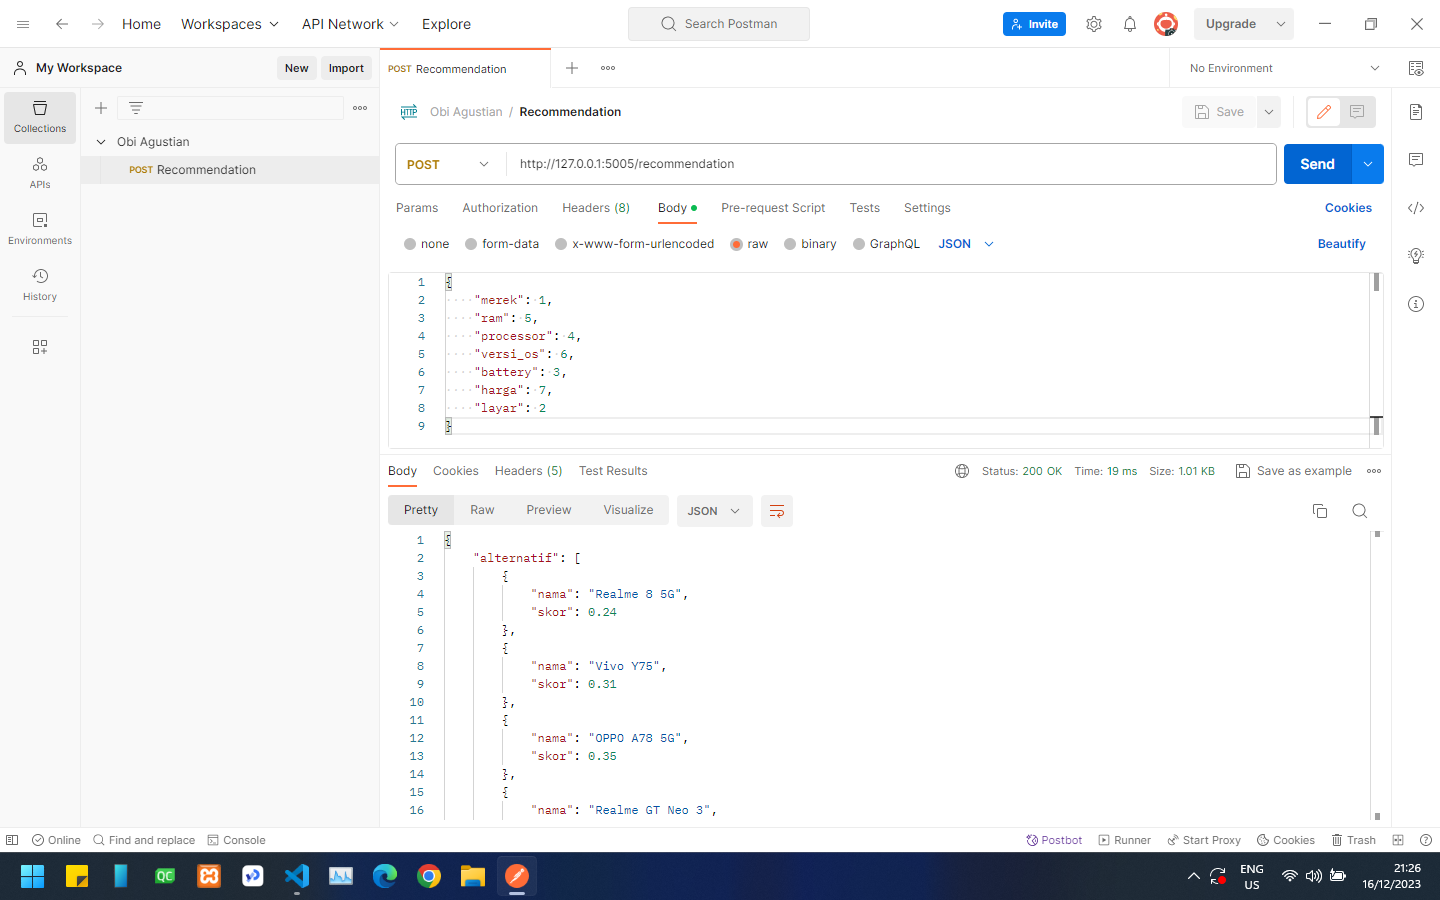 Home Workspaces API Network Explore Search Postman Invite Upgrade
My Workspace New Import POST Recommendation No Environment
Collections
APIs
Environments
History
Obi Agustian
POST Recommendation
HTTP Obi Agustian / Recommendation Save
POST http://127.0.0.1:5005/recommendation Send
Params Authorization Headers (8) Body Pre-request Script Tests Settings Cookies
none form-data x-www-form-urlencoded raw binary GraphQL JSON Beautify
1 {
2 "merek": 1,
3 "ram": 5,
4 "processor": 4,
5 "versi_os": 6,
6 "battery": 3,
7 "harga": 7,
8 "layar": 2
9 }
Body Cookies Headers (5) Test Results Status: 200 OK Time: 19 ms Size: 1.01 KB Save as example
Pretty Raw Preview Visualize JSON
1 {
2 "alternatif": [
3 {
4 "nama": "Realme 8 5G",
5 "skor": 0.24
6 },
7 {
8 "nama": "Vivo Y75",
9 "skor": 0.31
10 },
11 {
12 "nama": "OPPO A78 5G",
13 "skor": 0.35
14 },
15 {
16 "nama": "Realme GT Neo 3",
Online Find and replace Console Postbot Runner Start Proxy Cookies Trash
QC
ENG
US
21:26
16/12/2023